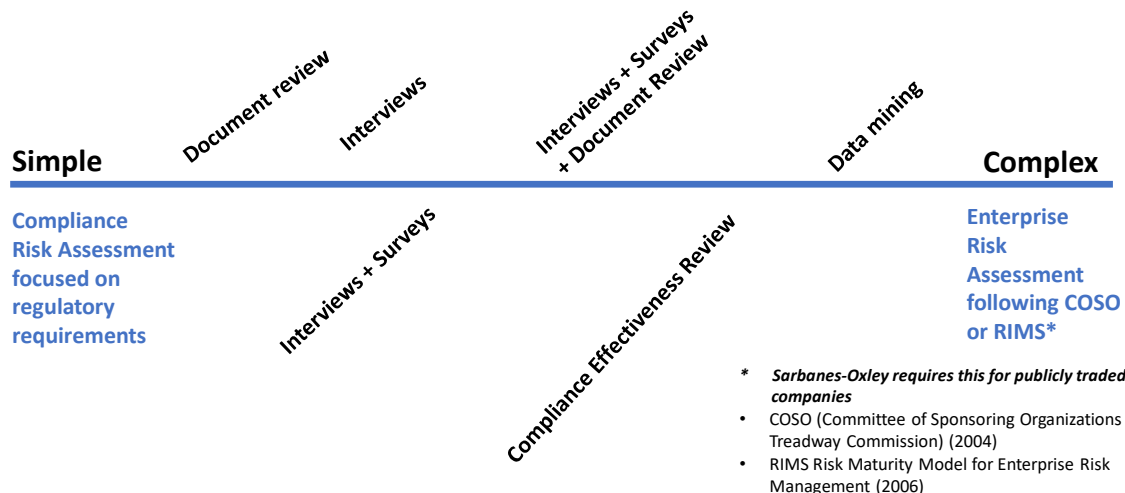 Document review
Interviews
Interviews + Surveys
+ Document Review
Data mining
Simple
Complex
Compliance
Risk Assessment
focused on
regulatory
requirements
Interviews + Surveys
Compliance Effectiveness Review
Enterprise
Risk
Assessment
following COSO
or RIMS*
* Sarbanes-Oxley requires this for publicly traded
companies
• COSO (Committee of Sponsoring Organizations
Treadway Commission) (2004)
• RIMS Risk Maturity Model for Enterprise Risk
Management (2006)